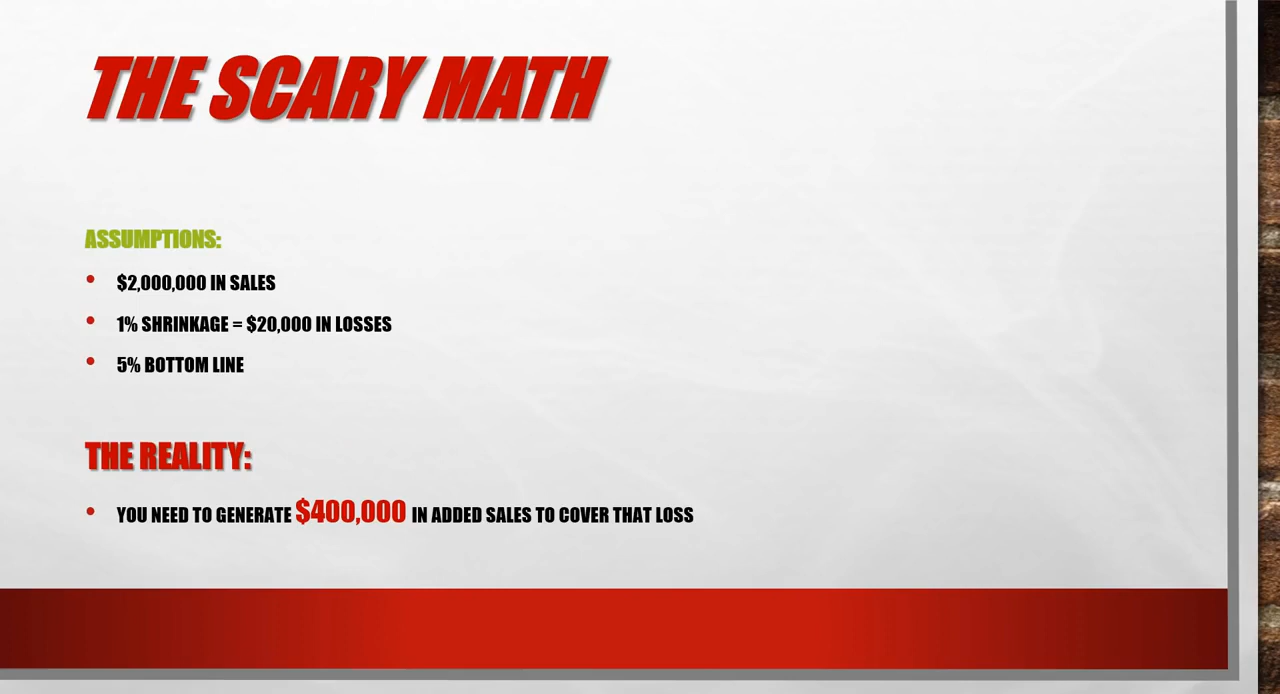 THE SCARY MATH
ASSUMPTIONS:
• $2,000,000 IN SALES
• 1% SHRINKAGE = $20,000 IN LOSSES
• 5% BOTTOM LINE
THE REALITY:
• YOU NEED TO GENERATE $400,000 IN ADDED SALES TO COVER THAT LOSS